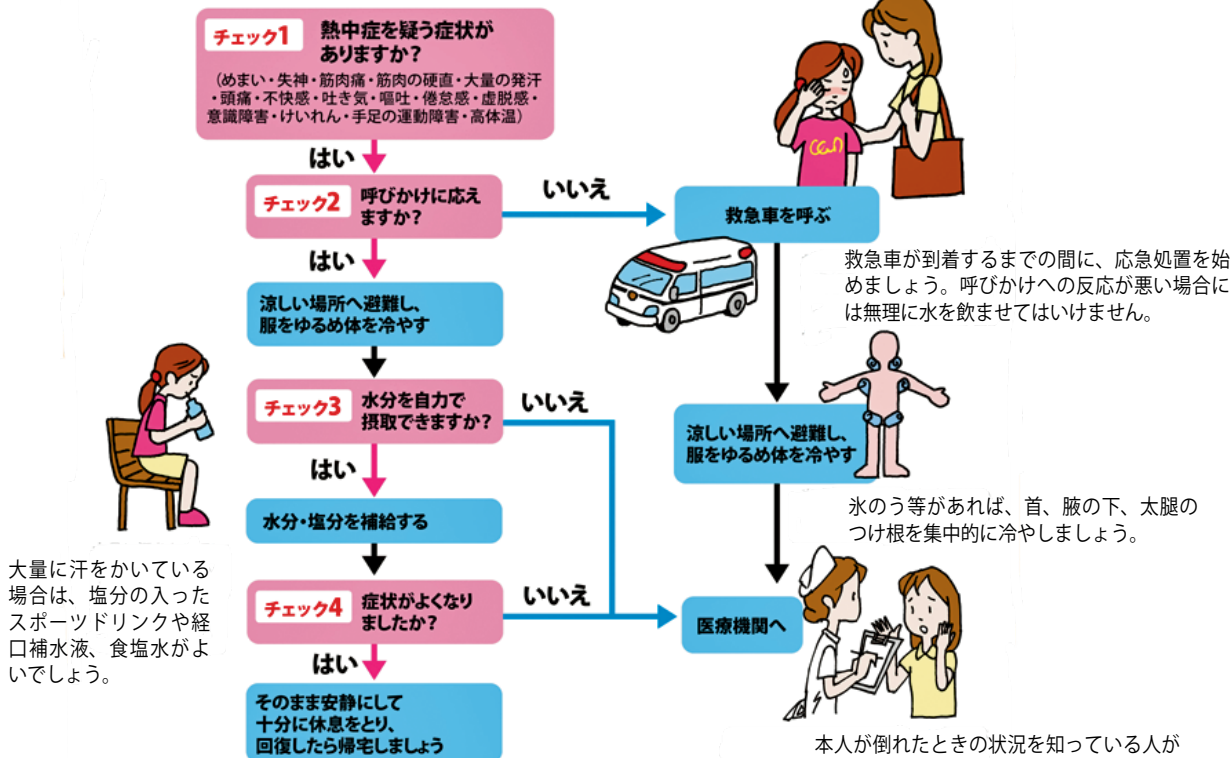 チェック1 熱中症を疑う症状が
ありますか？
（めまい・失神・筋肉痛・筋肉の硬直・大量の発汗
・頭痛・不快感・吐き気・嘔吐・倦怠感・虚脱感・
意識障害・けいれん・手足の運動障害・高体温）
はい
チェック2 呼びかけに応え
ますか？
いいえ
救急車を呼ぶ
救急車が到着するまでの間に、応急処置を始
めましょう。呼びかけへの反応が悪い場合に
は無理に水を飲ませてはいけません。
はい
涼しい場所へ避難し、
服をゆるめ体を冷やす
チェック3 水分を自力で
摂取できますか？
いいえ
涼しい場所へ避難し、
服をゆるめ体を冷やす
氷のう等があれば、首、腋の下、太腿の
つけ根を集中的に冷やしましょう。
はい
水分・塩分を補給する
大量に汗をかいている
場合は、塩分の入った
スポーツドリンクや経
口補水液、食塩水がよ
いでしょう。
チェック4 症状がよくなり
ましたか？
いいえ
医療機関へ
はい
そのまま安静にして
十分に休息をとり、
回復したら帰宅しましょう
本人が倒れたときの状況を知っている人が